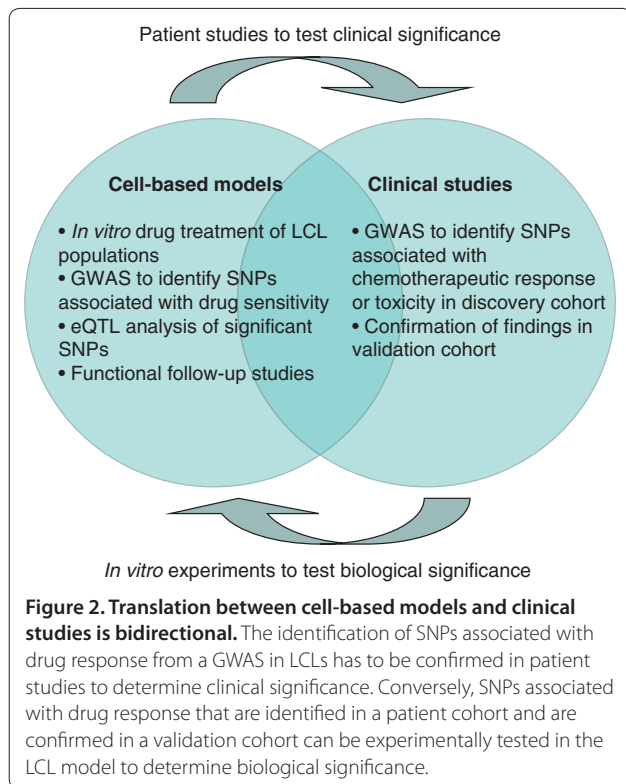 Patient studies to test clinical significance
Cell-based models
• In vitro drug treatment of LCL
populations
• GWAS to identify SNPs
associated with drug sensitivity
• eQTL analysis of significant
SNPs
• Functional follow-up studies
Clinical studies
• GWAS to identify SNPs
associated with
chemotherapeutic response
or toxicity in discovery cohort
• Confirmation of findings in
validation cohort
In vitro experiments to test biological significance
Figure 2. Translation between cell-based models and clinical
studies is bidirectional. The identification of SNPs associated with
drug response from a GWAS in LCLs has to be confirmed in patient
studies to determine clinical significance. Conversely, SNPs associated
with drug response that are identified in a patient cohort and are
confirmed in a validation cohort can be experimentally tested in the
LCL model to determine biological significance.